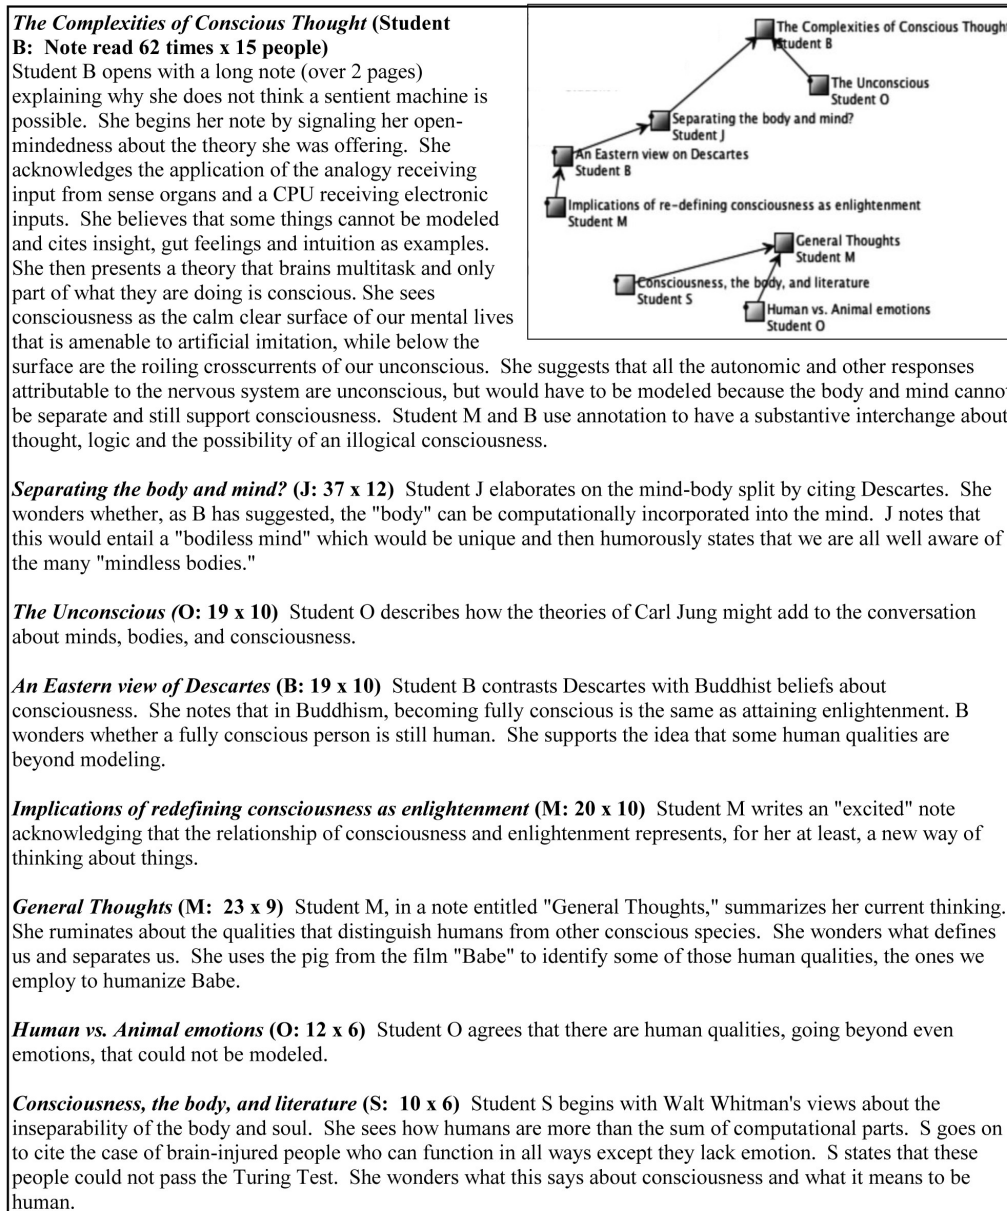 The Complexities of Conscious Thought (Student
B:  Note read 62 times x 15 people)
Student B opens with a long note (over 2 pages)
explaining why she does not think a sentient machine is
possible.  She begins her note by signaling her open-
mindedness about the theory she was offering.  She
acknowledges the application of the analogy receiving
input from sense organs and a CPU receiving electronic
inputs.  She believes that some things cannot be modeled
and cites insight, gut feelings and intuition as examples.
She then presents a theory that brains multitask and only
part of what they are doing is conscious. She sees
consciousness as the calm clear surface of our mental lives
that is amenable to artificial imitation, while below the
surface are the roiling crosscurrents of our unconscious.  She suggests that all the autonomic and other responses
attributable to the nervous system are unconscious, but would have to be modeled because the body and mind canno
be separate and still support consciousness.  Student M and B use annotation to have a substantive interchange about
thought, logic and the possibility of an illogical consciousness.
The Complexities of Conscious Though
Student B
The Unconscious
Student O
Separating the body and mind?
Student J
An Eastern view on Descartes
Student B
Implications of re-defining consciousness as enlightenment
Student M
General Thoughts
Student M
Consciousness, the body, and literature
Student S
Human vs. Animal emotions
Student O
Separating the body and mind? (J: 37 x 12)  Student J elaborates on the mind-body split by citing Descartes.  She
wonders whether, as B has suggested, the "body" can be computationally incorporated into the mind.  J notes that
this would entail a "bodiless mind" which would be unique and then humorously states that we are all well aware of
the many "mindless bodies."
The Unconscious (O: 19 x 10)  Student O describes how the theories of Carl Jung might add to the conversation
about minds, bodies, and consciousness.
An Eastern view of Descartes (B: 19 x 10)  Student B contrasts Descartes with Buddhist beliefs about
consciousness.  She notes that in Buddhism, becoming fully conscious is the same as attaining enlightenment. B
wonders whether a fully conscious person is still human.  She supports the idea that some human qualities are
beyond modeling.
Implications of redefining consciousness as enlightenment (M: 20 x 10)  Student M writes an "excited" note
acknowledging that the relationship of consciousness and enlightenment represents, for her at least, a new way of
thinking about things.
General Thoughts (M:  23 x 9)  Student M, in a note entitled "General Thoughts," summarizes her current thinking.
She ruminates about the qualities that distinguish humans from other conscious species.  She wonders what defines
us and separates us.  She uses the pig from the film "Babe" to identify some of those human qualities, the ones we
employ to humanize Babe.
Human vs. Animal emotions (O: 12 x 6)  Student O agrees that there are human qualities, going beyond even
emotions, that could not be modeled.
Consciousness, the body, and literature (S:  10 x 6)  Student S begins with Walt Whitman's views about the
inseparability of the body and soul.  She sees how humans are more than the sum of computational parts.  S goes on
to cite the case of brain-injured people who can function in all ways except they lack emotion.  S states that these
people could not pass the Turing Test.  She wonders what this says about consciousness and what it means to be
human.